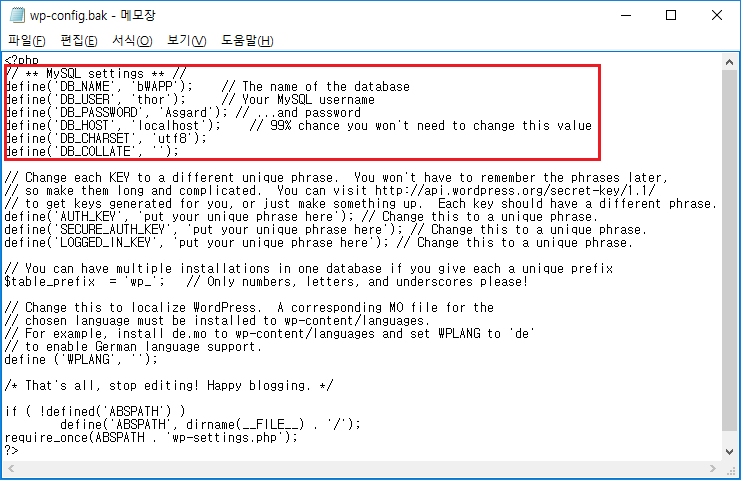 wp-config.bak - 메모장
파일(F) 편집(E) 서식(O) 보기(V) 도움말(H)
<?php
// ** MySQL settings ** //
define('DB_NAME', 'bWAPP');    // The name of the database
define('DB_USER', 'thor');     // Your MySQL username
define('DB_PASSWORD', 'Asgard'); // ...and password
define('DB_HOST', 'localhost');    // 99% chance you won't need to change this value
define('DB_CHARSET', 'utf8');
define('DB_COLLATE', '');

// Change each KEY to a different unique phrase.  You won't have to remember the phrases later,
// so make them long and complicated.  You can visit http://api.wordpress.org/secret-key/1.1/
// to get keys generated for you, or just make something up.  Each key should have a different phrase.
define('AUTH_KEY', 'put your unique phrase here'); // Change this to a unique phrase.
define('SECURE_AUTH_KEY', 'put your unique phrase here'); // Change this to a unique phrase.
define('LOGGED_IN_KEY', 'put your unique phrase here'); // Change this to a unique phrase.

// You can have multiple installations in one database if you give each a unique prefix
$table_prefix  = 'wp_';   // Only numbers, letters, and underscores please!

// Change this to localize WordPress.  A corresponding MO file for the
// chosen language must be installed to wp-content/languages.
// For example, install de.mo to wp-content/languages and set WPLANG to 'de'
// to enable German language support.
define ('WPLANG', '');

/* That's all, stop editing! Happy blogging. */

if ( !defined('ABSPATH') )
        define('ABSPATH', dirname(__FILE__) . '/');
require_once(ABSPATH . 'wp-settings.php');
?>